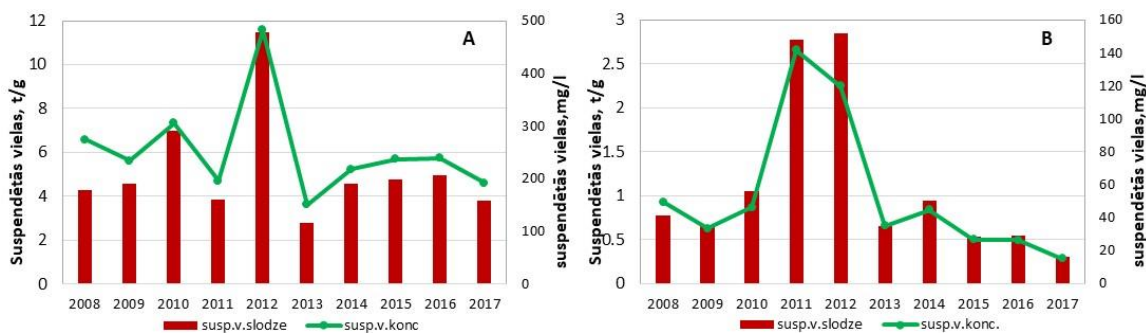 A
Suspendētās vielas, t/g
12
10
8
6
4
2
0
500
400
300
200
100
0
suspendētās vielas,mg/l
2008 2009 2010 2011 2012 2013 2014 2015 2016 2017
susp.v.slodze susp.v.konc
B
Suspendētās vielas, t/g
3
2.5
2
1.5
1
0.5
0
160
140
120
100
80
60
40
20
0
suspendētās vielas,mg/l
2008 2009 2010 2011 2012 2013 2014 2015 2016 2017
susp.v.slodze susp.v.konc.